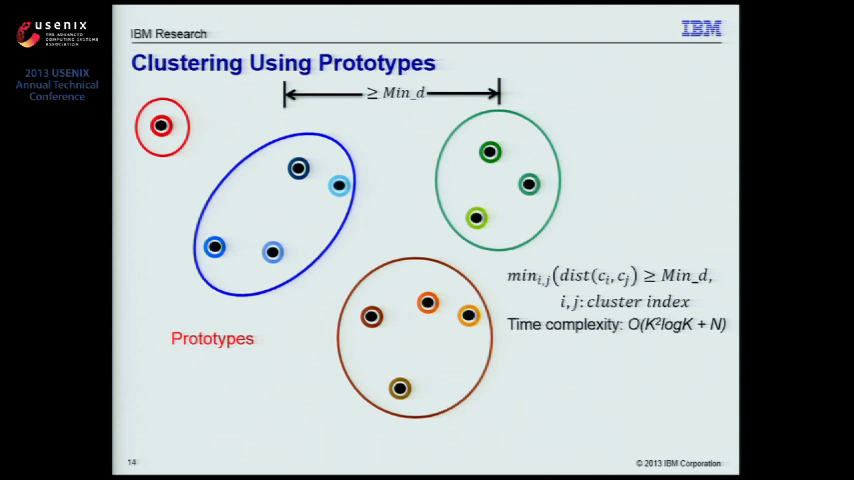 usenix
THE ADVANCED
COMPUTING SYSTEMS
ASSOCIATION
2013 USENIX
Annual Technical
Conference
IBM Research
IBM
Clustering Using Prototypes
≥ Min_d
min_{i,j}(dist(c_i, c_j) ≥ Min_d,
i, j: cluster index
Time complexity: O(K²logK + N)
Prototypes
14
© 2013 IBM Corporation